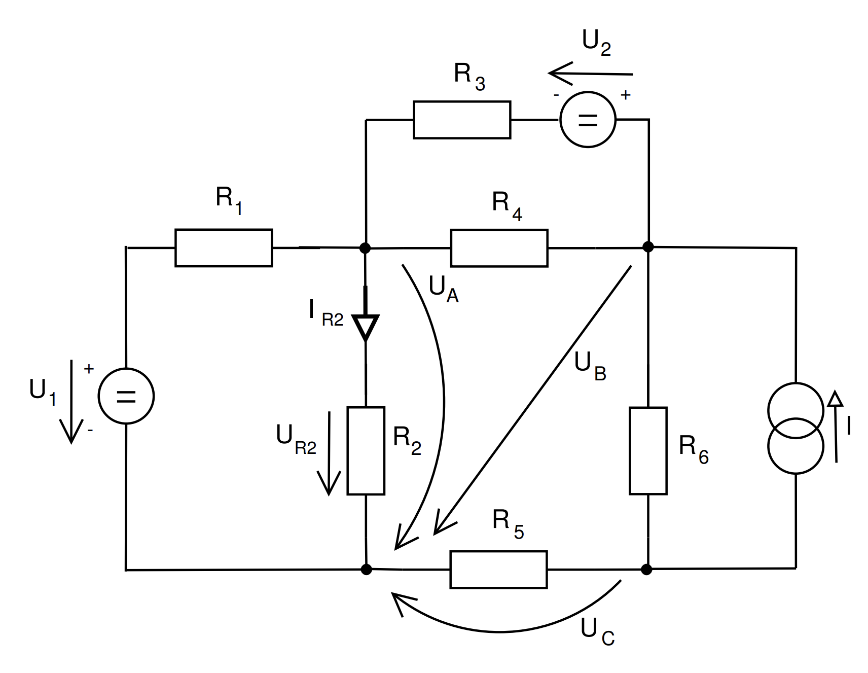 U2
R3
- +
=
R1
R4
UA
IR2
U1
+
=
-
UB
UR2
R2
R6
I
R5
UC